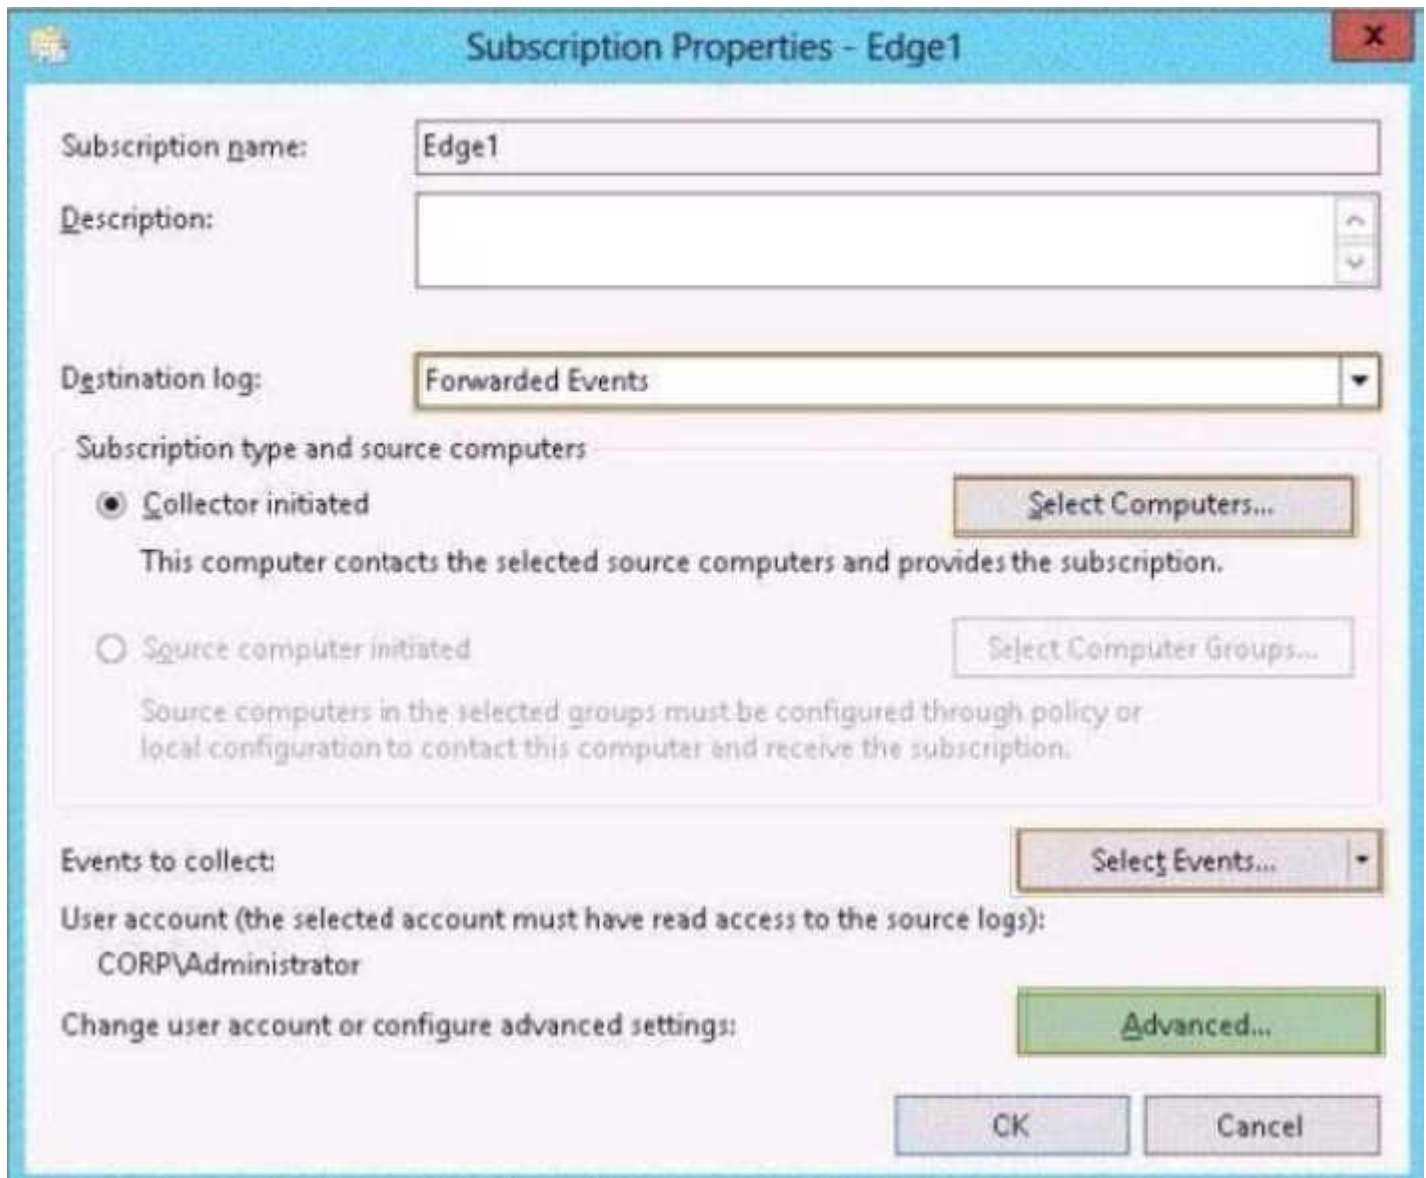 Subscription Properties - Edge1
x
Subscription name:
Edge1
Description:
Destination log:
Forwarded Events
Subscription type and source computers
Collector initiated
Select Computers...
This computer contacts the selected source computers and provides the subscription.
Source computer initiated
Select Computer Groups...
Source computers in the selected groups must be configured through policy or
local configuration to contact this computer and receive the subscription.
Events to collect:
Select Events...
User account (the selected account must have read access to the source logs):
CORP\Administrator
Change user account or configure advanced settings:
Advanced...
CK
Cancel